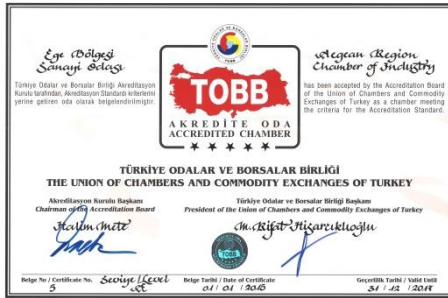 Ege Bölgesi
Sanayi Odası
Türkiye Odalar ve Borsalar Birliği Akreditasyon
Kurulu tarafından, Akreditasyon Standardı kriterlerini
yerine getiren oda olarak belgelendirilmiştir.
TOBB
AKREDİTE ODA
ACCREDITED CHAMBER
Aegean Region
Chamber of Industry
has been accepted by the Accreditation Board
of the Union of Chambers and Commodity
Exchanges of Turkey as a chamber meeting
the criteria for the Accreditation Standard.
TÜRKİYE ODALAR VE BORSALAR BİRLİĞİ
THE UNION OF CHAMBERS AND COMMODITY EXCHANGES OF TURKEY
Akreditasyon Kurulu Başkanı
Chairman of the Accreditation Board
Halim Mete
Türkiye Odalar ve Borsalar Birliği Başkanı
President of the Union of Chambers and Commodity Exchanges of Turkey
M. Rifat Hisarcıklıoğlu
TOBB
Belge No / Certificate No.
5
Seviye/Level
Belge Tarihi / Date of Certificate
01 / 01 / 2016
Geçerlilik Tarihi / Valid Until
31 / 12 /